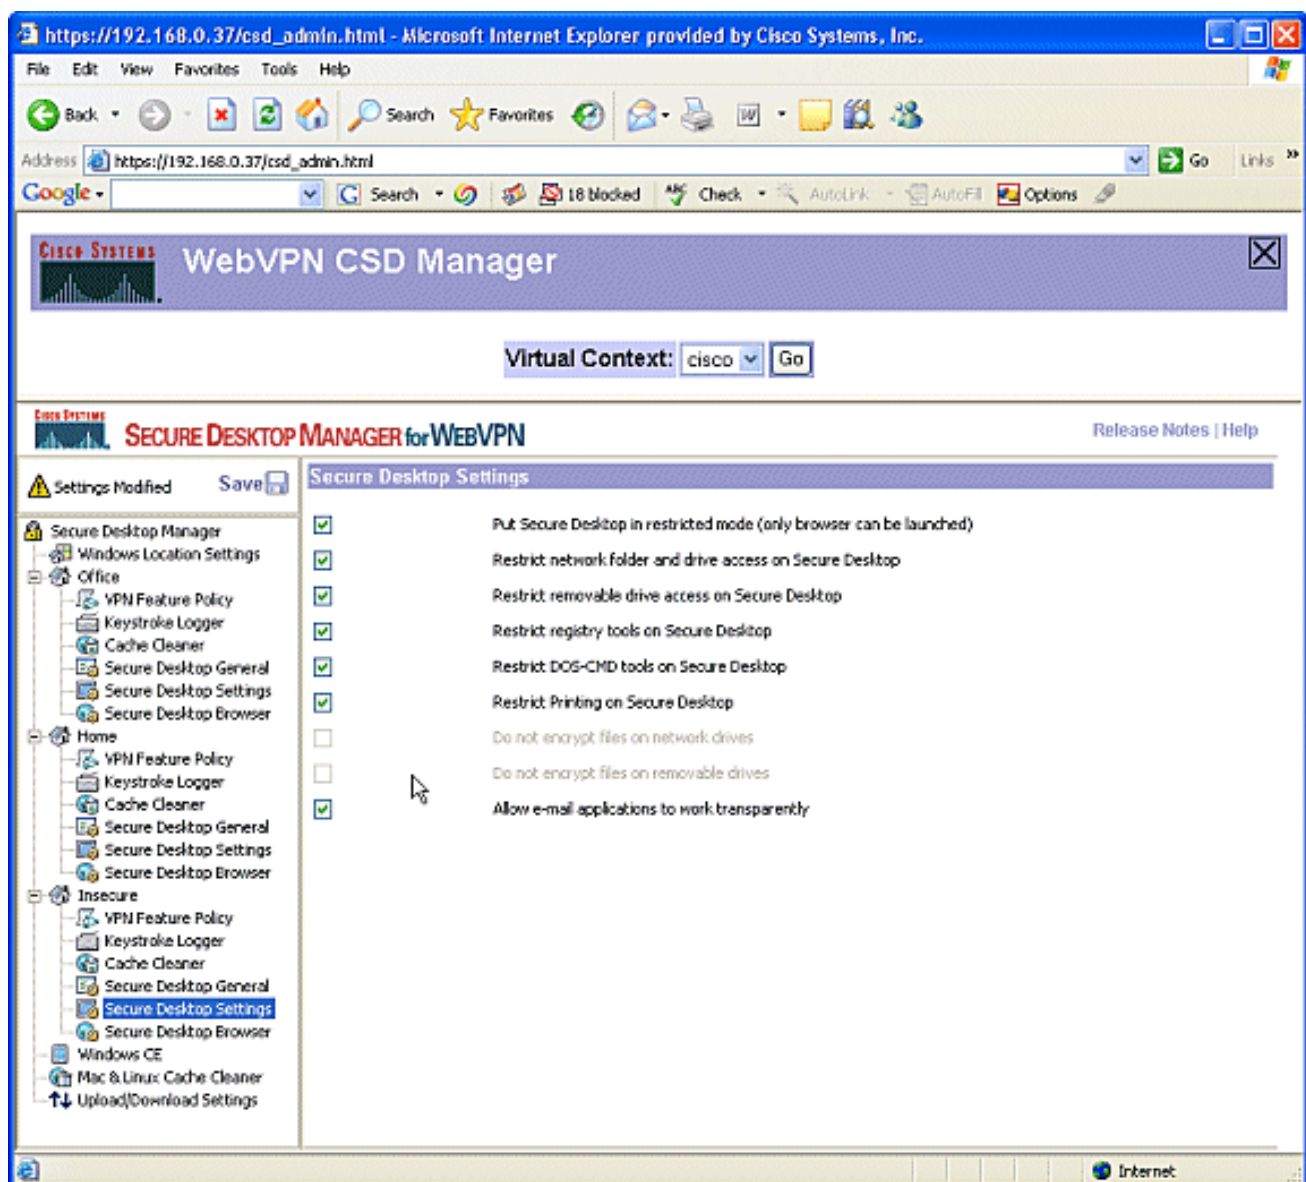 https://192.168.0.37/csd_admin.html - Microsoft Internet Explorer provided by Cisco Systems, Inc.
File Edit View Favorites Tools Help
Back Search Favorites
Address https://192.168.0.37/csd_admin.html Go Links »
Google Search 18 blocked ABC Check AutoLink AutoFill Options
CISCO SYSTEMS WebVPN CSD Manager
Virtual Context: cisco Go
CISCO SYSTEMS SECURE DESKTOP MANAGER for WEBVPN Release Notes | Help
Settings Modified Save
Secure Desktop Manager
Windows Location Settings
Office
VPN Feature Policy
Keystroke Logger
Cache Cleaner
Secure Desktop General
Secure Desktop Settings
Secure Desktop Browser
Home
VPN Feature Policy
Keystroke Logger
Cache Cleaner
Secure Desktop General
Secure Desktop Settings
Secure Desktop Browser
Insecure
VPN Feature Policy
Keystroke Logger
Cache Cleaner
Secure Desktop General
Secure Desktop Settings
Secure Desktop Browser
Windows CE
Mac & Linux Cache Cleaner
Upload/Download Settings
Secure Desktop Settings
Put Secure Desktop in restricted mode (only browser can be launched)
Restrict network folder and drive access on Secure Desktop
Restrict removable drive access on Secure Desktop
Restrict registry tools on Secure Desktop
Restrict DOS-CMD tools on Secure Desktop
Restrict Printing on Secure Desktop
Do not encrypt files on network drives
Do not encrypt files on removable drives
Allow e-mail applications to work transparently
Internet